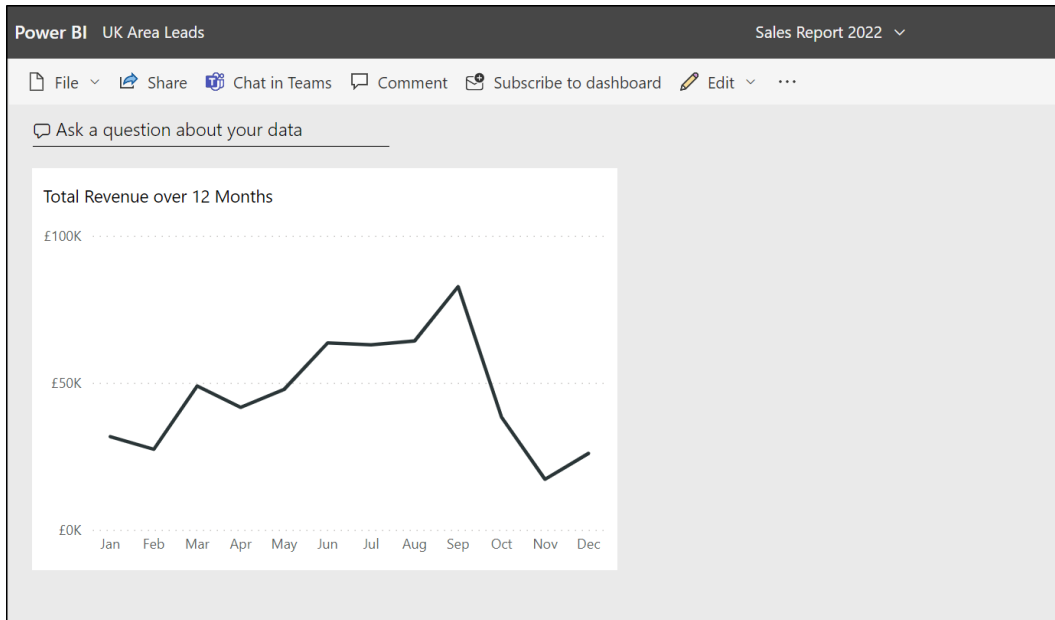 Power BI UK Area Leads Sales Report 2022
File Share Chat in Teams Comment Subscribe to dashboard Edit ...
Ask a question about your data
Total Revenue over 12 Months
£100K
£50K
£0K
Jan Feb Mar Apr May Jun Jul Aug Sep Oct Nov Dec